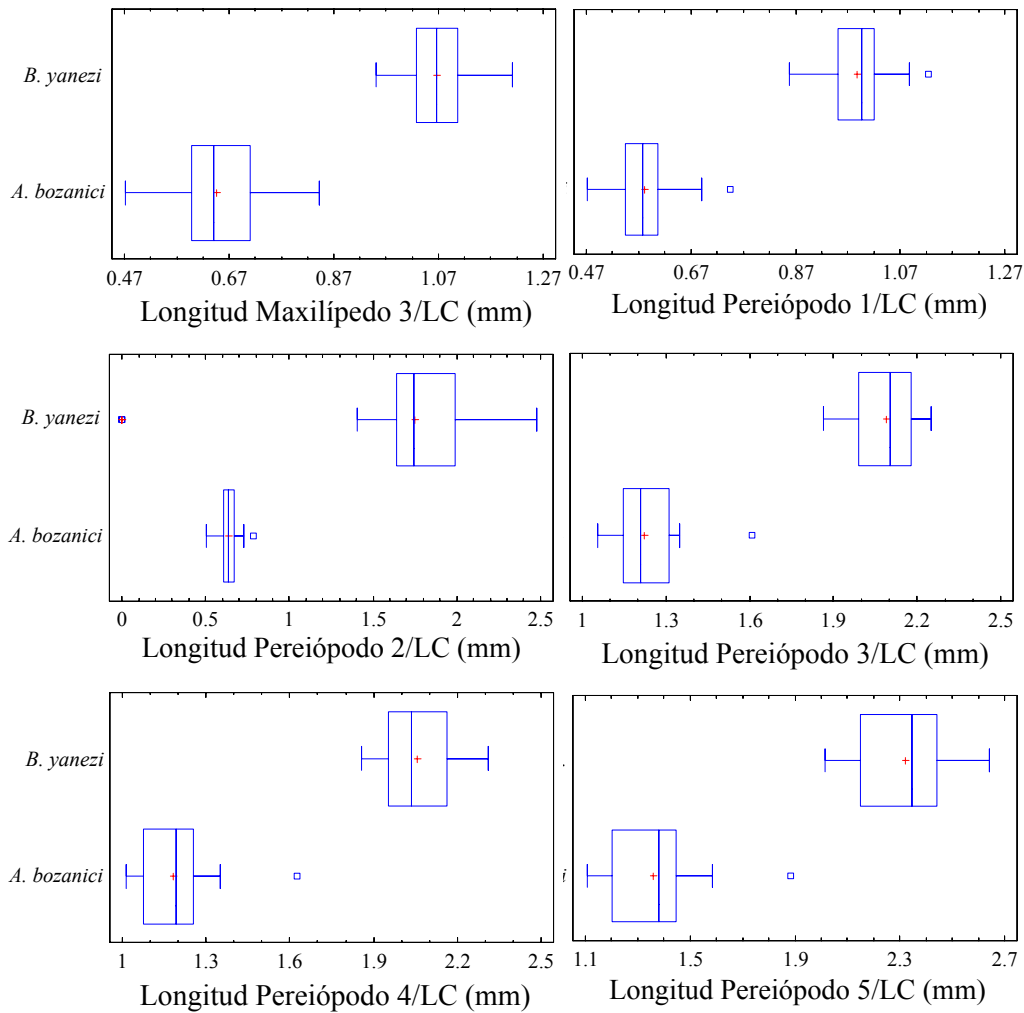 B. yanezi
A. bozanici
0.47 0.67 0.87 1.07 1.27
Longitud Maxilípedo 3/LC (mm)
0.47 0.67 0.87 1.07 1.27
Longitud Pereiópodo 1/LC (mm)
B. yanezi
A. bozanici
0 0.5 1 1.5 2 2.5
Longitud Pereiópodo 2/LC (mm)
1 1.3 1.6 1.9 2.2 2.5
Longitud Pereiópodo 3/LC (mm)
B. yanezi
A. bozanici
1 1.3 1.6 1.9 2.2 2.5
Longitud Pereiópodo 4/LC (mm)
1.1 1.5 1.9 2.3 2.7
Longitud Pereiópodo 5/LC (mm)